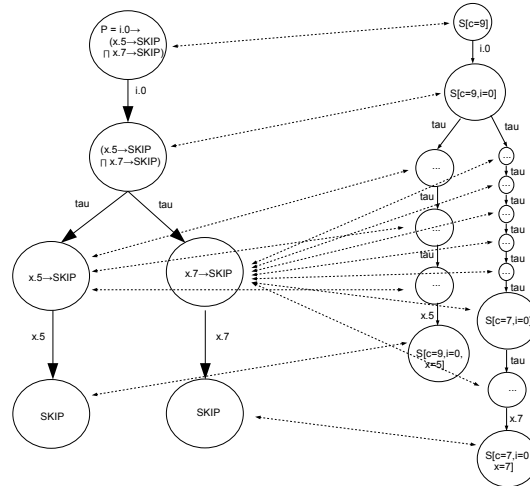 P = i.0→
(x.5→SKIP
⊓ x.7→SKIP)
i.0
(x.5→SKIP
⊓ x.7→SKIP)
tau
tau
x.5→SKIP
x.7→SKIP
x.5
x.7
SKIP
SKIP
S[c=9]
i.0
S[c=9,i=0]
tau
tau
...
tau
...
tau
...
x.5
S[c=9,i=0,
x=5]
...
tau
...
tau
...
tau
...
tau
...
tau
S[c=7,i=0]
tau
...
x.7
S[c=7,i=0
x=7]